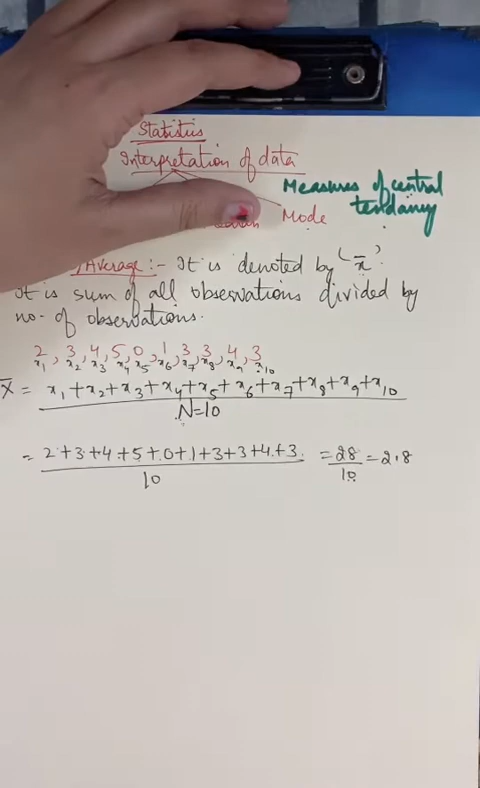 Statistics
Interpretation of data
Measures of central
tendancy
Mode
/Average :- It is denoted by 'x̄'.
It is sum of all observations divided by
no. of observations.
2, 3, 4, 5, 0, 1, 3, 3, 4, 3
x₁ x₂ x₃ x₄ x₅ x₆ x₇ x₈ x₉ x₁₀
x̄ = x₁+x₂+x₃+x₄+x₅+x₆+x₇+x₈+x₉+x₁₀
N=10
= 2+3+4+5+0+1+3+3+4+3 = 28 = 2.8
10 10